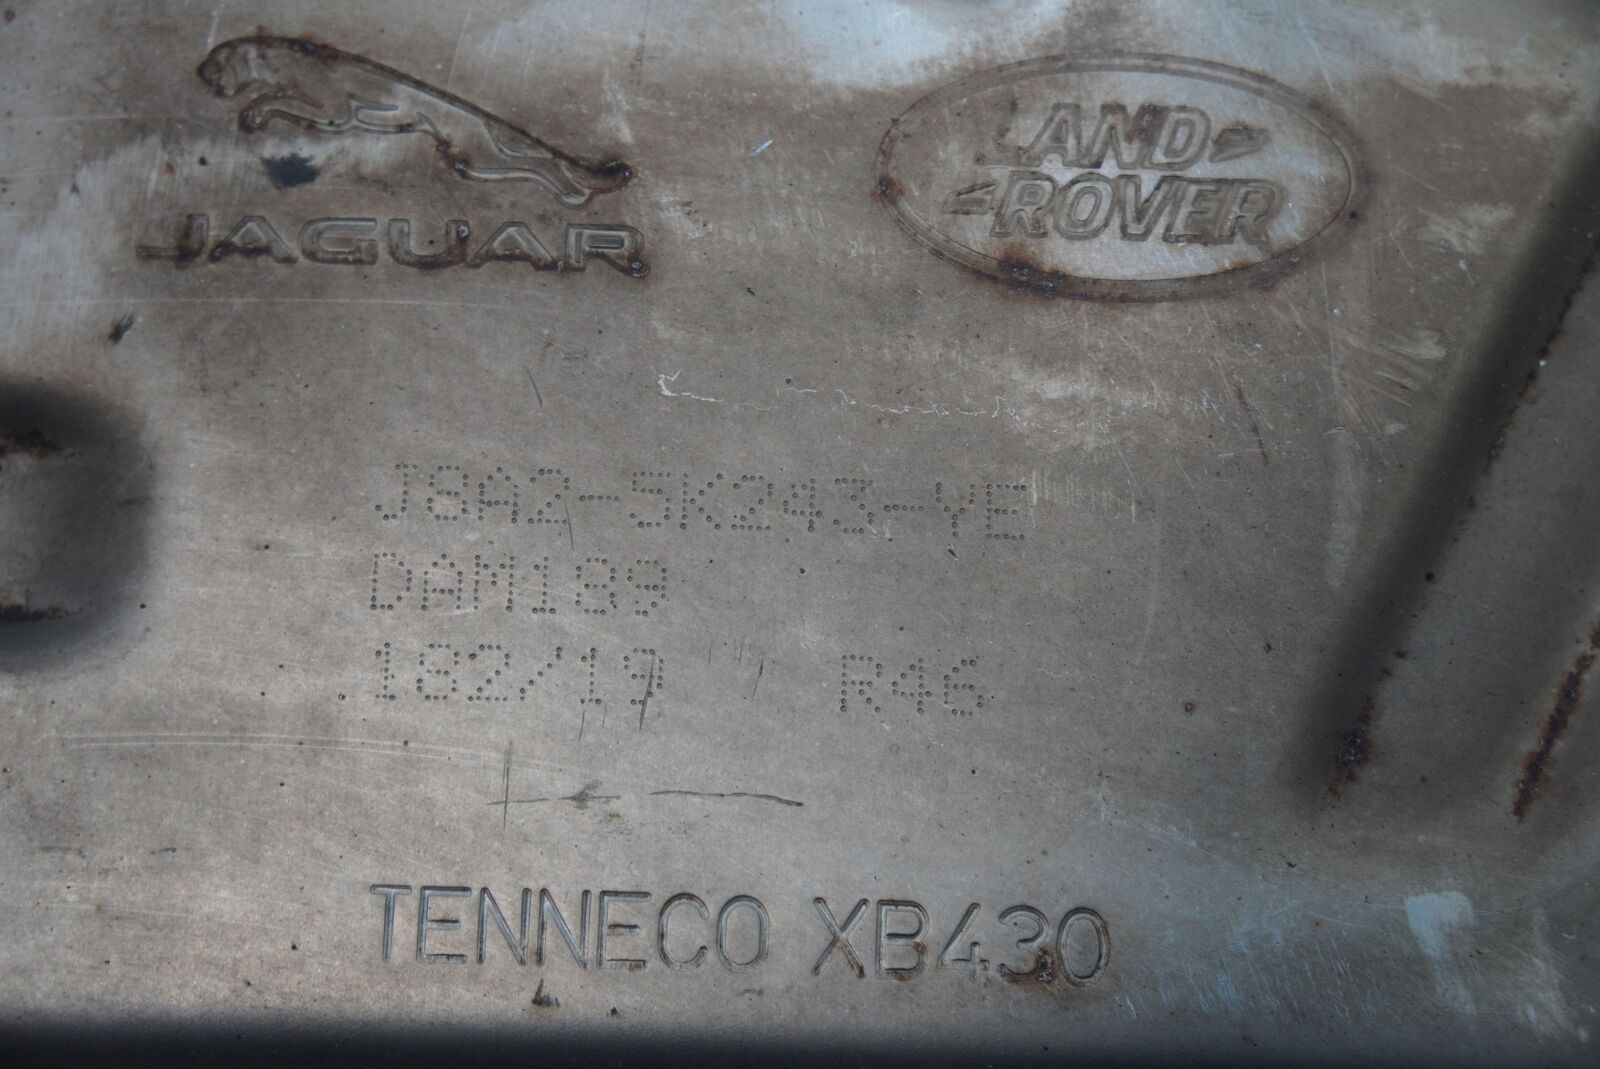 JAGUAR
LAND
ROVER
J8A2-5K243-YE
DAM189
182/19 R46
TENNECO XB430